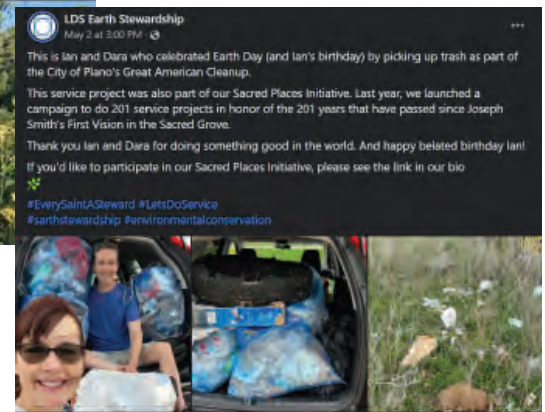 LDS Earth Stewardship
May 2 at 3:00 PM ·
This is Ian and Dara who celebrated Earth Day (and Ian's birthday) by picking up trash as part of
the City of Plano's Great American Cleanup.
This service project was also part of our Sacred Places Initiative. Last year, we launched a
campaign to do 201 service projects in honor of the 201 years that have passed since Joseph
Smith's First Vision in the Sacred Grove.
Thank you Ian and Dara for doing something good in the world. And happy belated birthday Ian!
If you'd like to participate in our Sacred Places Initiative, please see the link in our bio
#EverySaintASteward #LetsDoService
#sarthstewardship #environmentalconservation